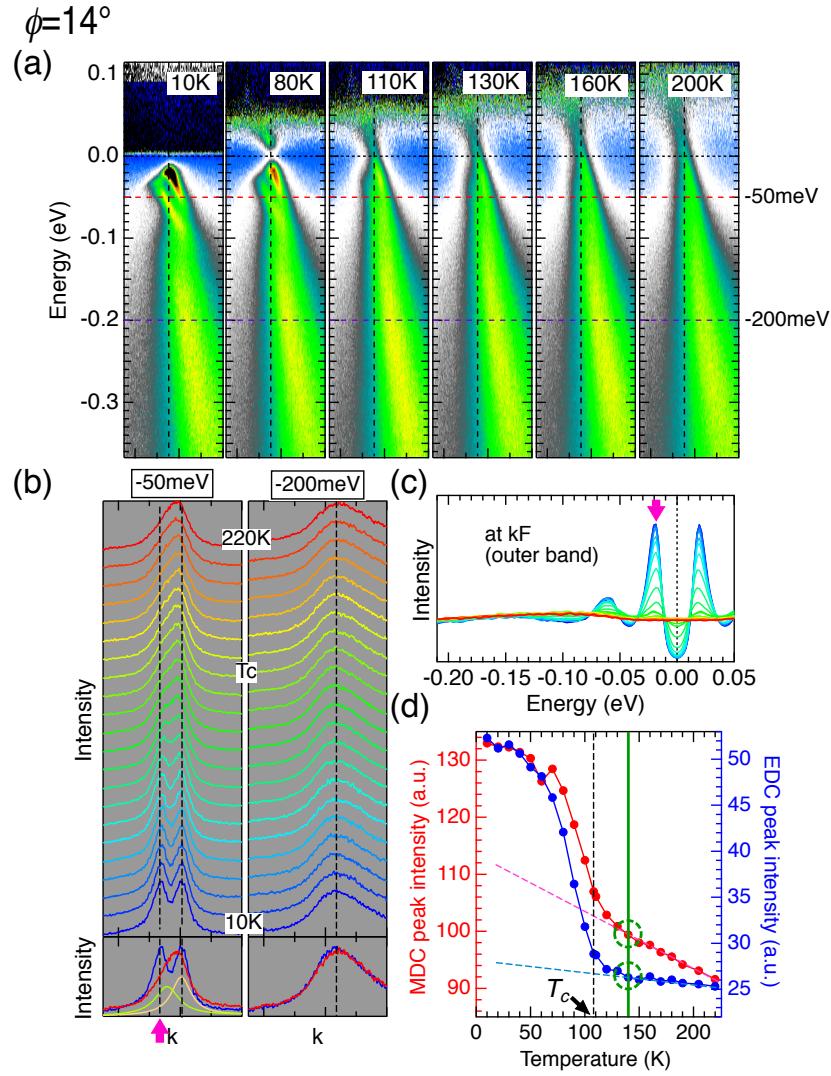 ϕ=14°
(a)
10K 80K 110K 130K 160K 200K
0.1
0.0
-0.1
-0.2
-0.3
Energy (eV)
-50meV
-200meV
(b)
-50meV -200meV
220K
Tc
10K
Intensity
Intensity
k k
(c)
at kF
(outer band)
Intensity
-0.20 -0.15 -0.10 -0.05 0.00 0.05
Energy (eV)
(d)
130
120
110
100
90
MDC peak intensity (a.u.)
50
45
40
35
30
25
EDC peak intensity (a.u.)
Tc
0 50 100 150 200
Temperature (K)